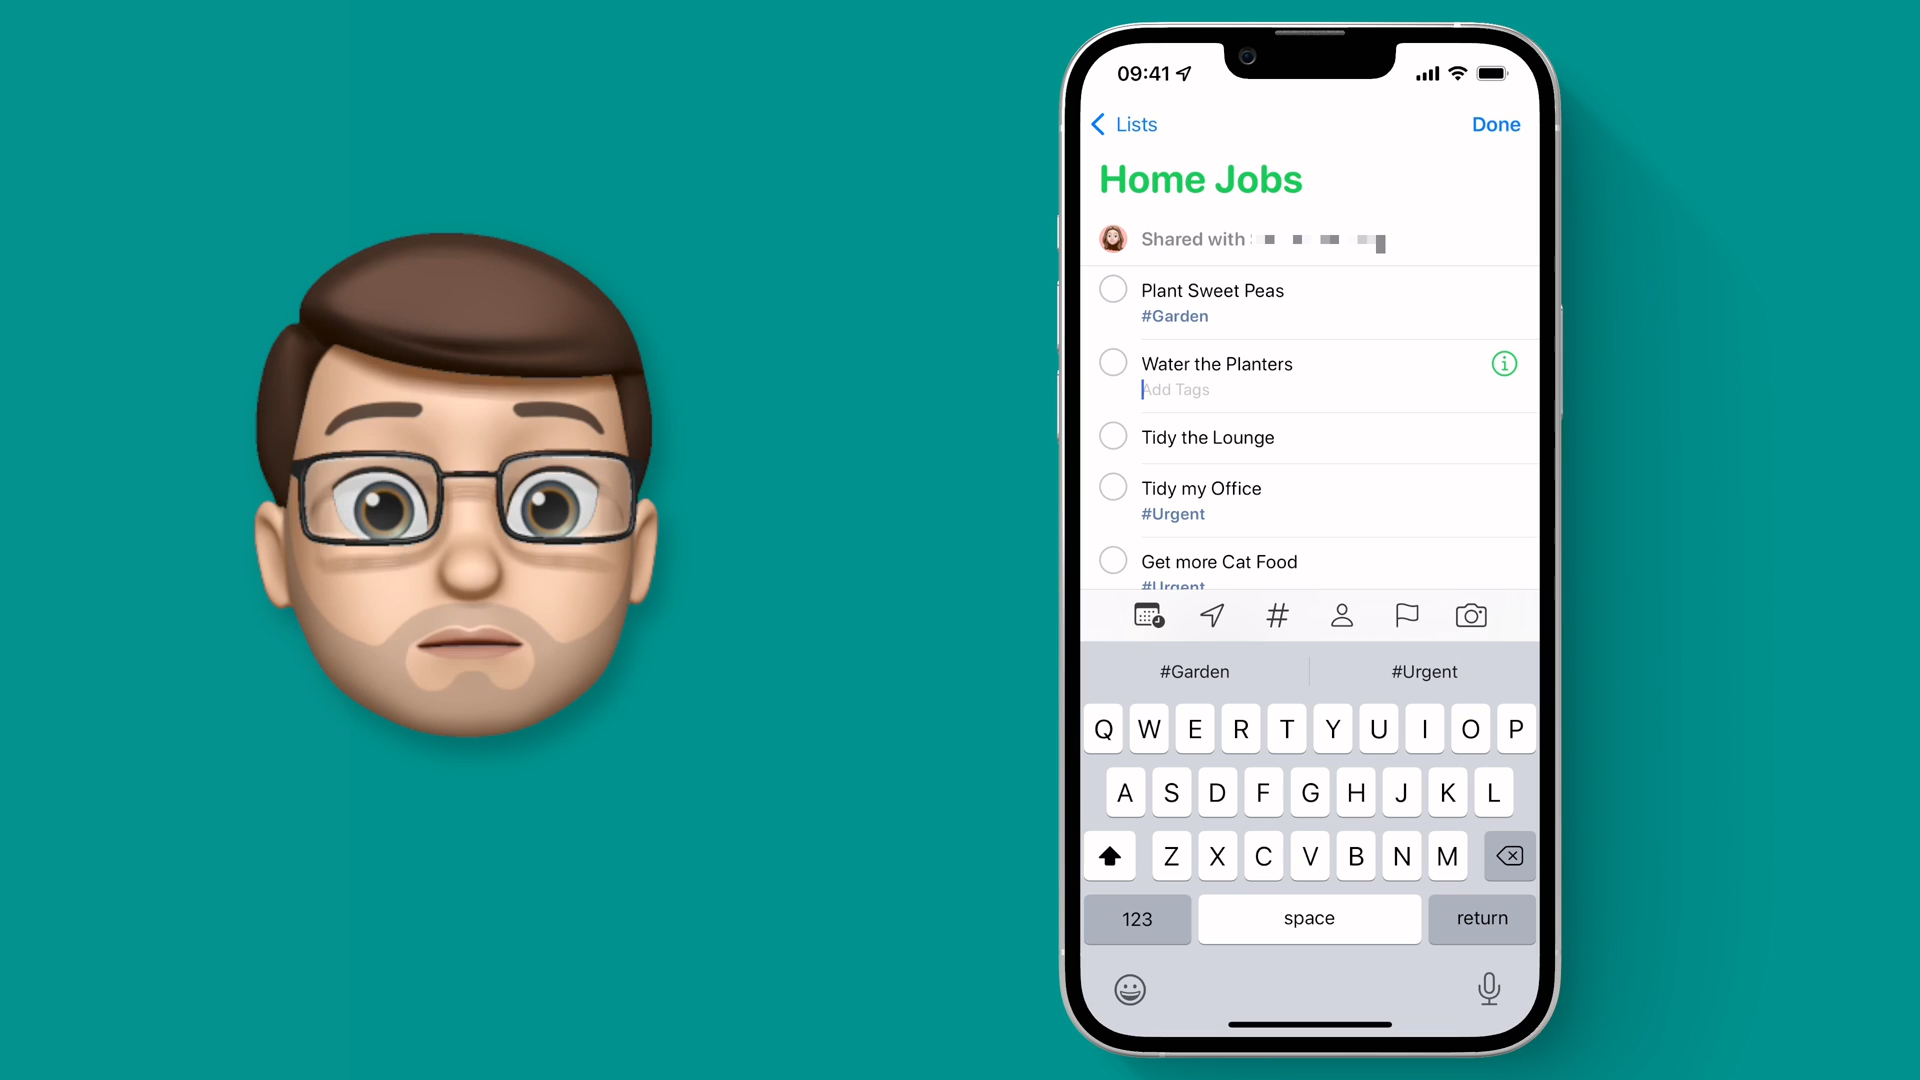 09:41
Lists
Done
Home Jobs
Shared with
Plant Sweet Peas
#Garden
Water the Planters
Add Tags
Tidy the Lounge
Tidy my Office
#Urgent
Get more Cat Food
#Urgent
#Garden #Urgent
Q W E R T Y U I O P
A S D F G H J K L
Z X C V B N M
123 space return